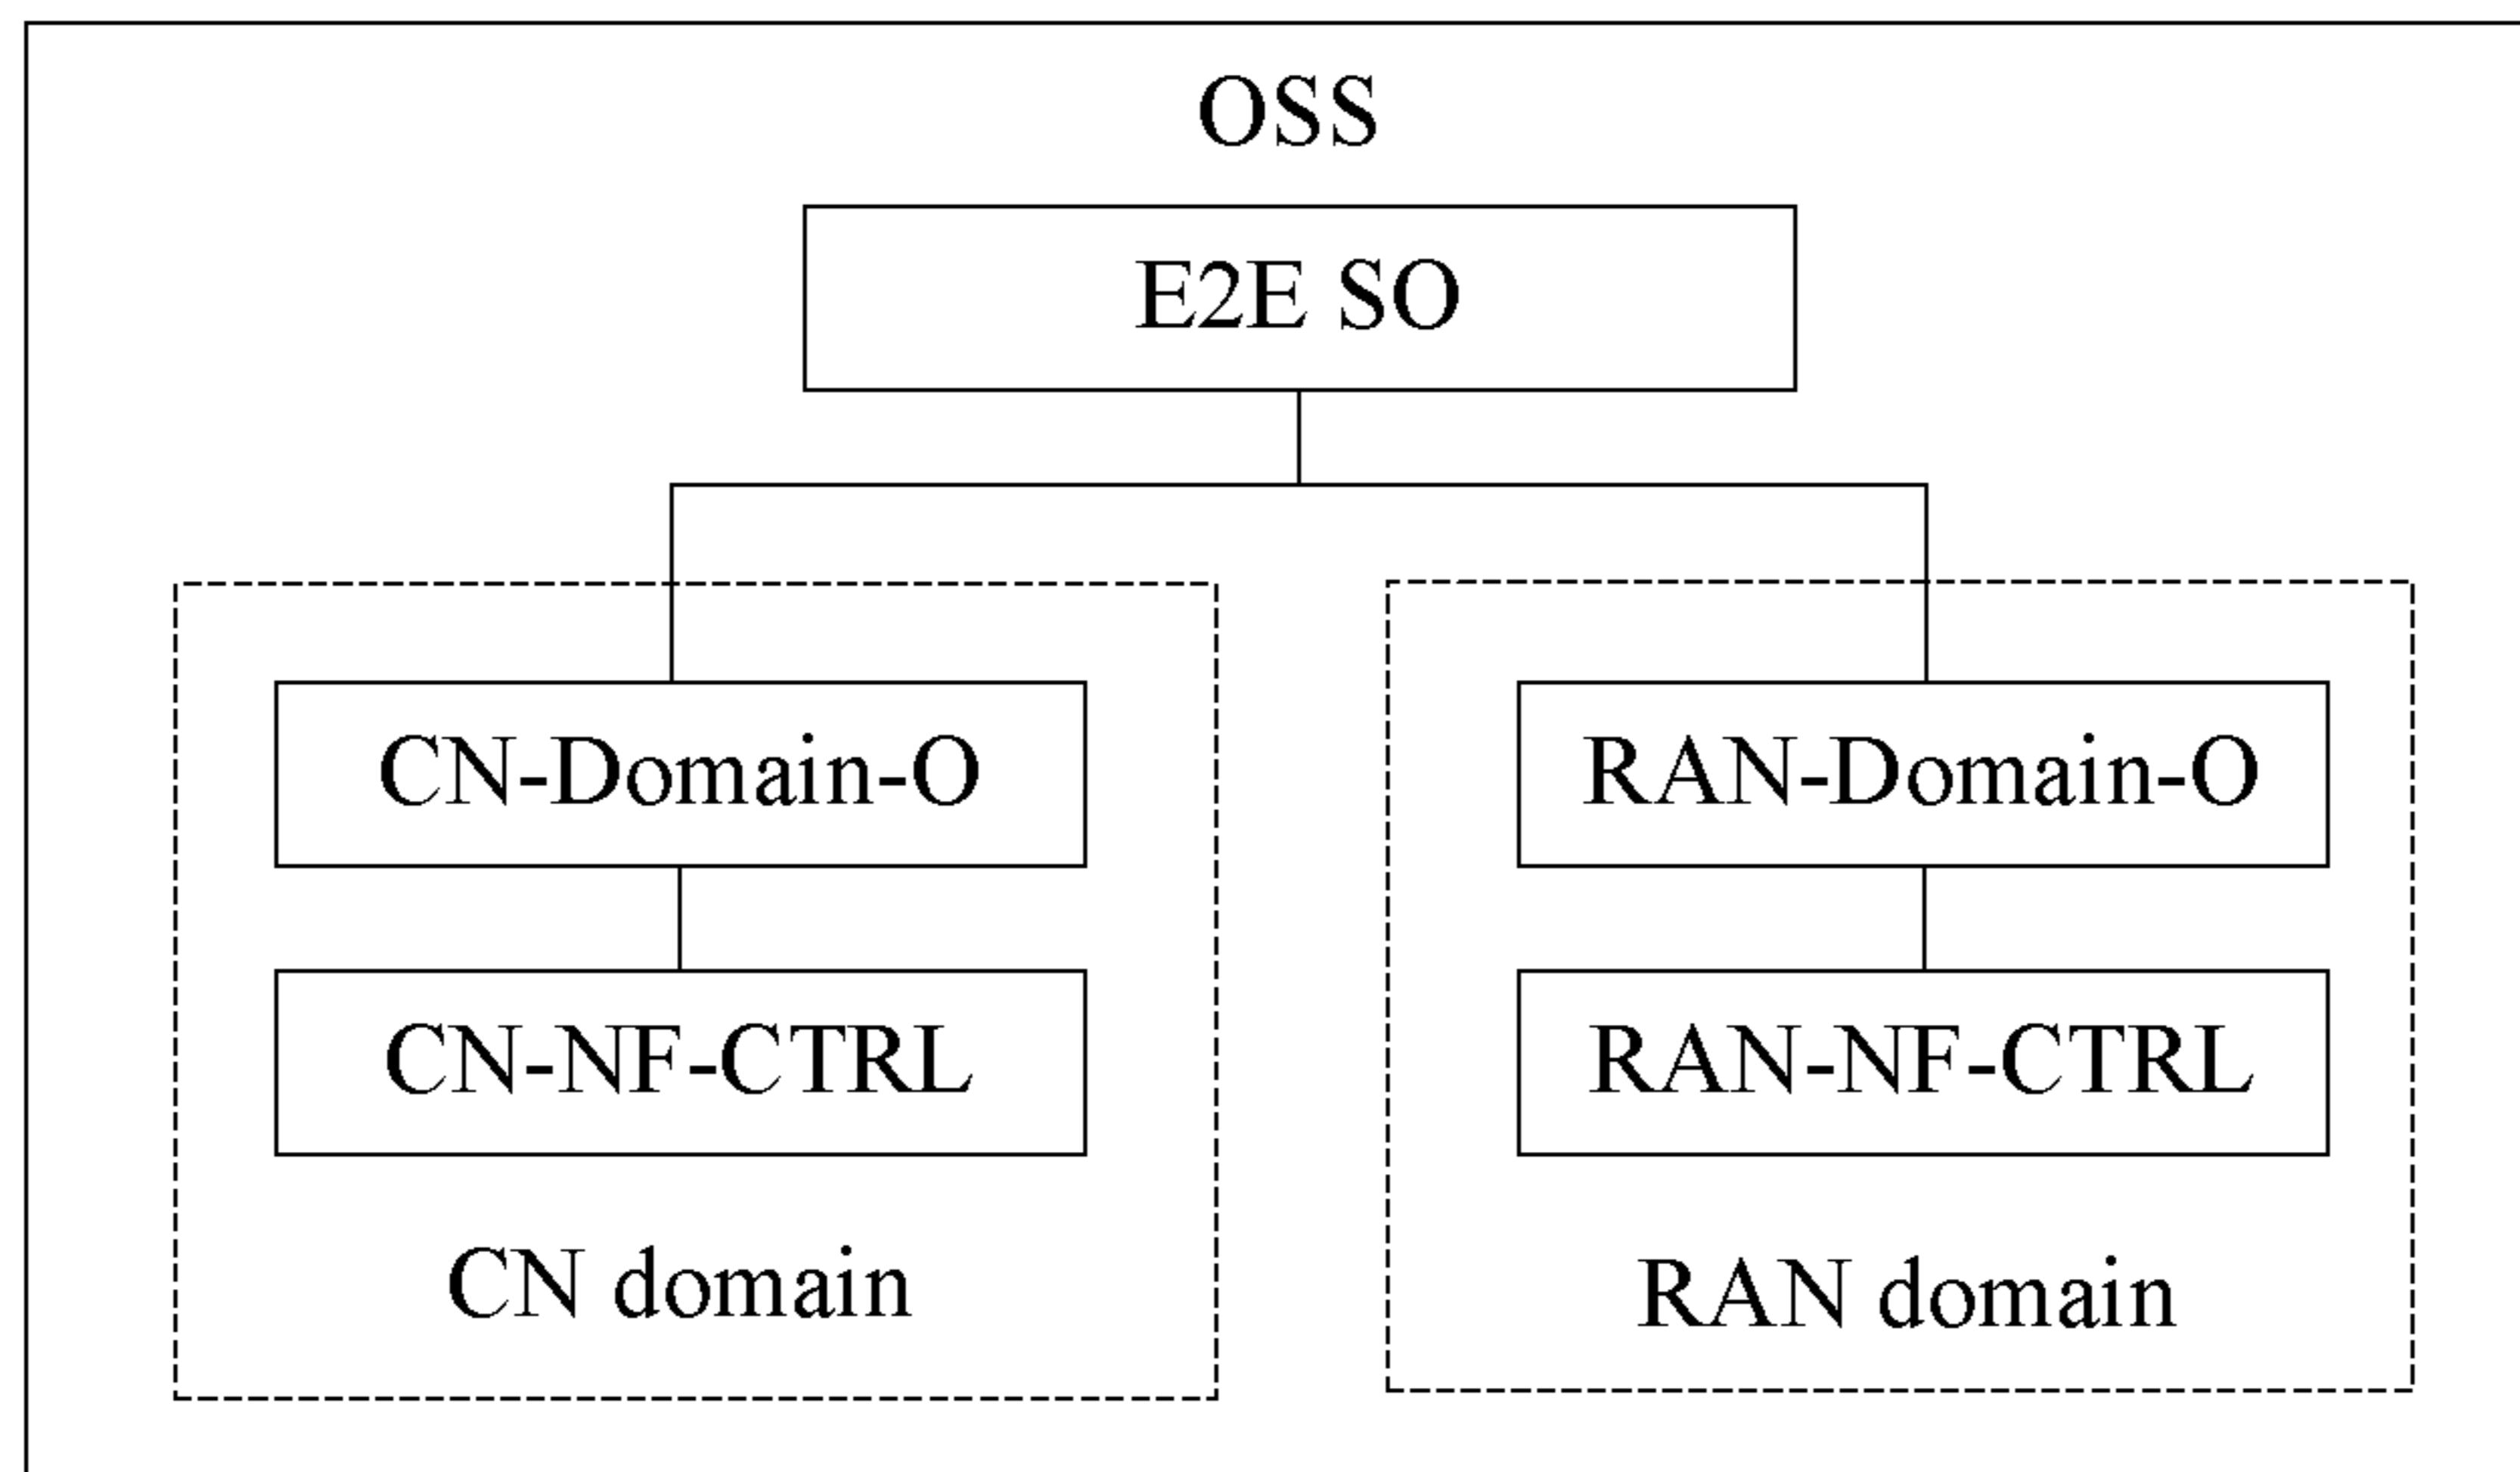 OSS
E2E SO
CN-Domain-O
RAN-Domain-O
CN-NF-CTRL
RAN-NF-CTRL
CN domain
RAN domain